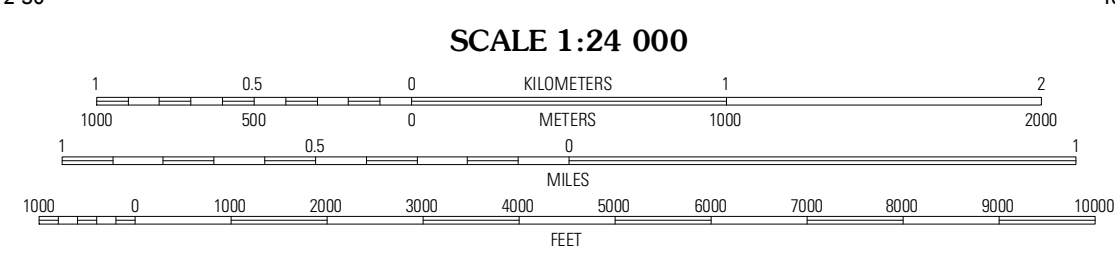 SCALE 1:24 000
1 0.5 0 KILOMETERS 1 2
1000 500 0 METERS 1000 2000
1 0.5 0 1
MILES
1000 0 1000 2000 3000 4000 5000 6000 7000 8000 9000 10000
FEET